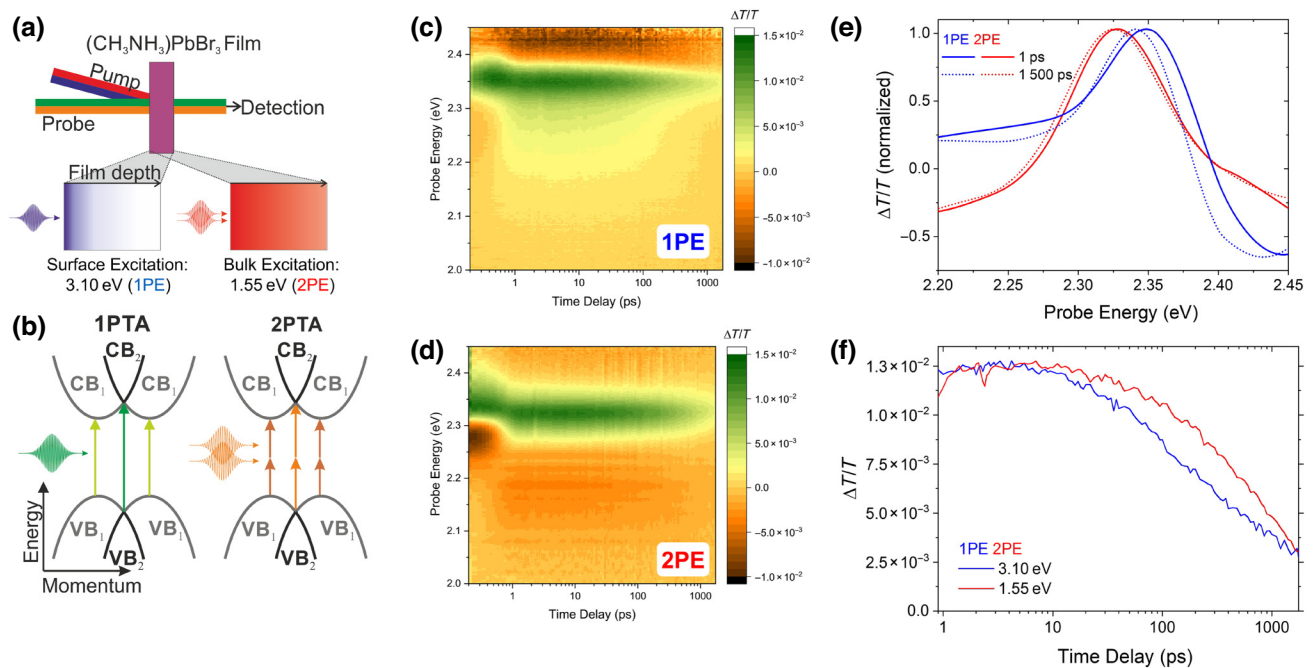 (a)
(CH₃NH₃)PbBr₃ Film
Pump
Probe
Detection
Film depth
Surface Excitation:
3.10 eV (1PE)
Bulk Excitation:
1.55 eV (2PE)
(b)
1PTA
2PTA
CB₂
CB₂
CB₁
CB₁
CB₁
CB₁
VB₁
VB₁
VB₁
VB₁
VB₂
VB₂
Energy
Momentum
(c)
ΔT/T
2.4
2.3
2.2
2.1
2.0
Probe Energy (eV)
1
10
100
1000
Time Delay (ps)
1PE
1.5 × 10⁻²
1.0 × 10⁻²
5.0 × 10⁻³
0.0
−5.0 × 10⁻³
−1.0 × 10⁻²
(d)
ΔT/T
2.4
2.3
2.2
2.1
2.0
Probe Energy (eV)
1
10
100
1000
Time Delay (ps)
2PE
1.5 × 10⁻²
1.0 × 10⁻²
5.0 × 10⁻³
0.0
−5.0 × 10⁻³
−1.0 × 10⁻²
(e)
1PE 2PE
1 ps
1 500 ps
1.0
0.5
0.0
−0.5
ΔT/T (normalized)
2.20
2.25
2.30
2.35
2.40
2.45
Probe Energy (eV)
(f)
1.3 × 10⁻²
1.0 × 10⁻²
7.5 × 10⁻³
5.0 × 10⁻³
2.5 × 10⁻³
0.0
ΔT/T
1PE 2PE
3.10 eV
1.55 eV
1
10
100
1000
Time Delay (ps)